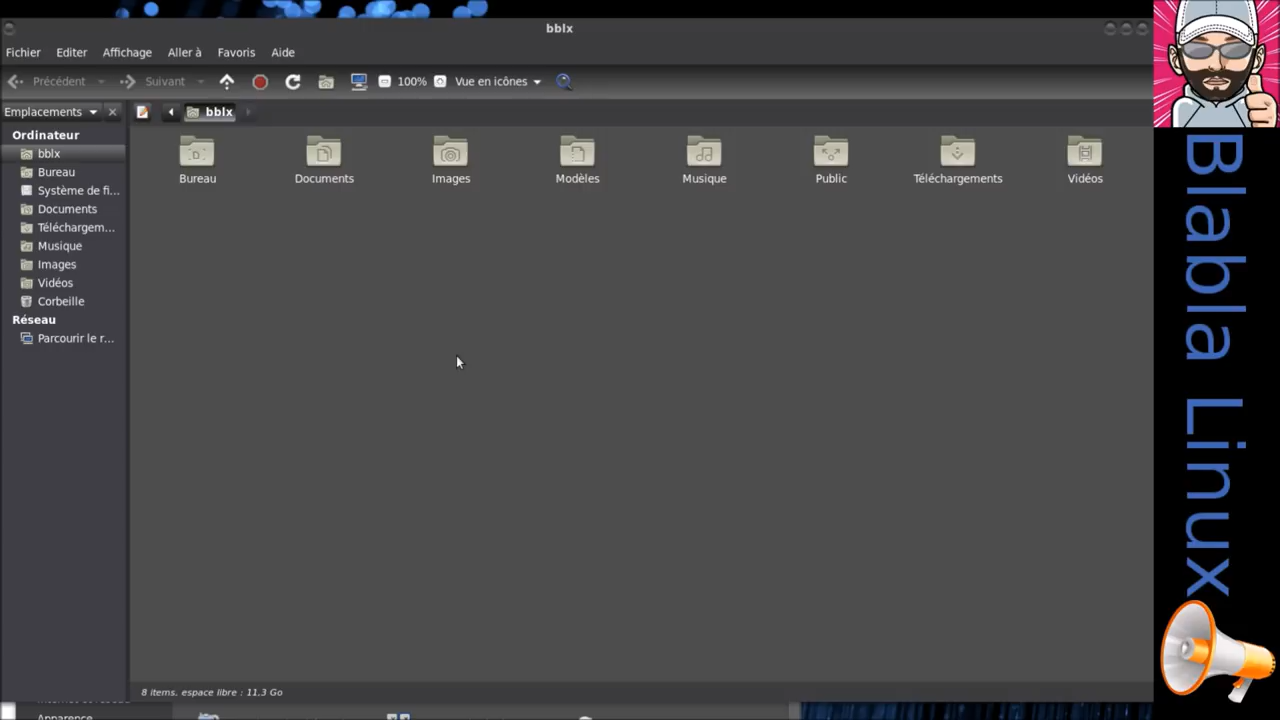 bblx
Fichier Editer Affichage Aller à Favoris Aide
Précédent Suivant 100% Vue en icônes
Emplacements bblx
Ordinateur
bblx
Bureau
Système de fi...
Documents
Téléchargem...
Musique
Images
Vidéos
Corbeille
Réseau
Parcourir le r...
Bureau Documents Images Modèles Musique Public Téléchargements Vidéos
8 items, espace libre : 11,3 Go
Apparence
Blabla Linux